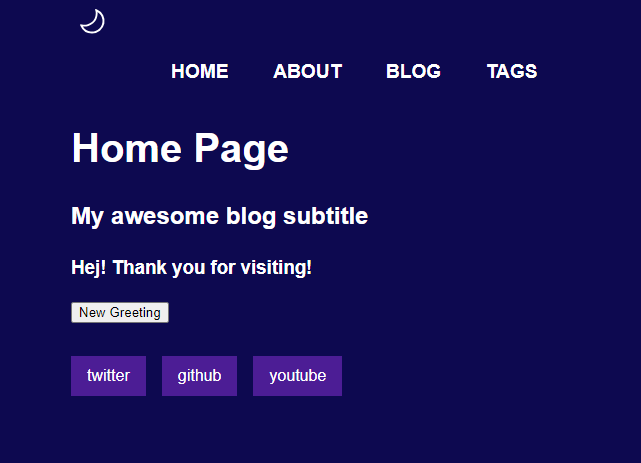 HOME ABOUT BLOG TAGS
Home Page
My awesome blog subtitle
Hej! Thank you for visiting!
New Greeting
twitter github youtube